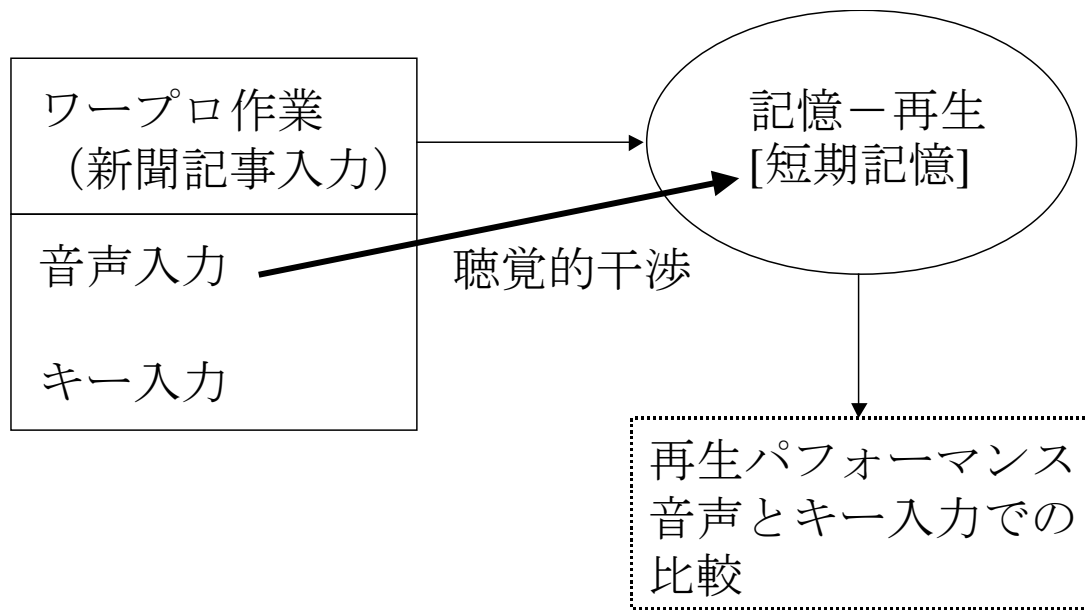 ワープロ作業
（新聞記事入力）
音声入力
キー入力
聴覚的干渉
記憶－再生
[短期記憶]
再生パフォーマンス
音声とキー入力での
比較